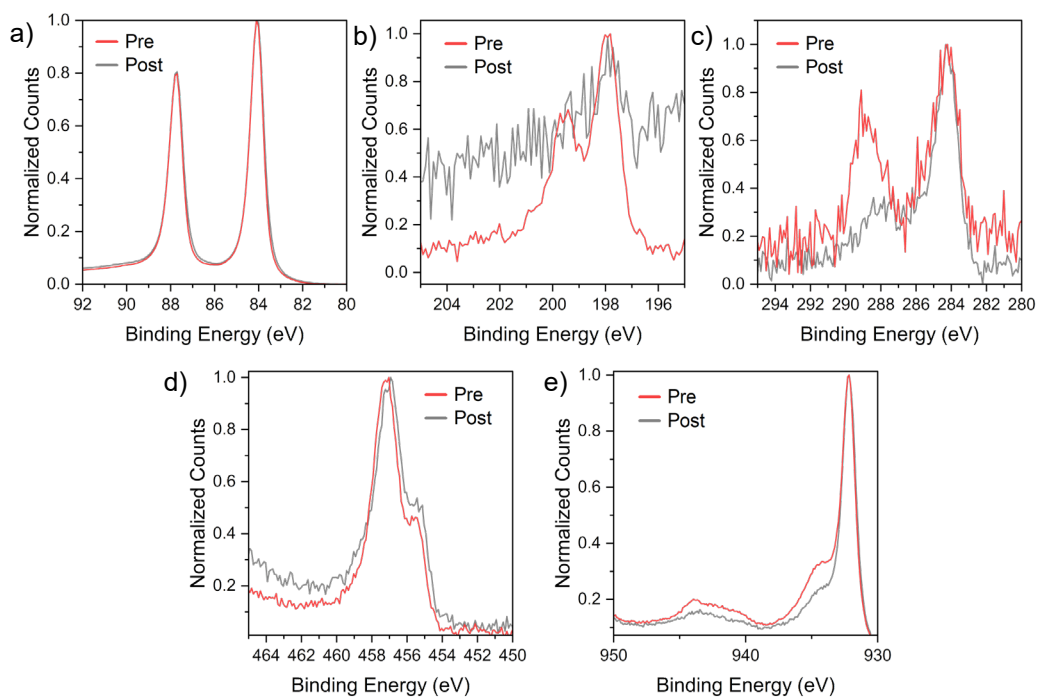 a)
Normalized Counts
1.0
0.8
0.6
0.4
0.2
0.0
Pre
Post
92 90 88 86 84 82 80
Binding Energy (eV)
b)
Normalized Counts
1.0
0.8
0.6
0.4
0.2
0.0
Pre
Post
204 202 200 198 196
Binding Energy (eV)
c)
Normalized Counts
1.0
0.8
0.6
0.4
0.2
0.0
Pre
Post
294 292 290 288 286 284 282 280
Binding Energy (eV)
d)
Normalized Counts
1.0
0.8
0.6
0.4
0.2
Pre
Post
464 462 460 458 456 454 452 450
Binding Energy (eV)
e)
Normalized Counts
1.0
0.8
0.6
0.4
0.2
Pre
Post
950 940 930
Binding Energy (eV)